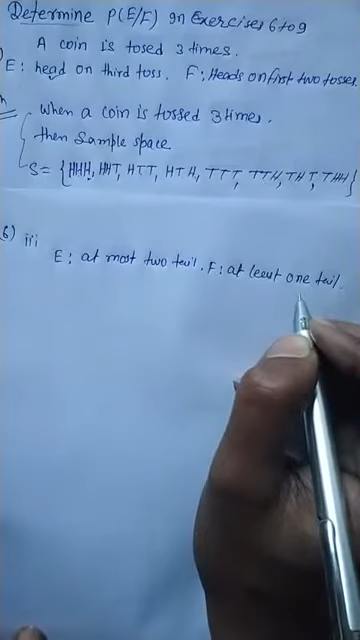 Determine P(E/F) in Exercises 6 to 9
A coin is tosed 3 times.
E: head on third toss. F: Heads on first two tosses.
When a coin is tossed 3 times.
then Sample space
S = {HHH, HHT, HTT, HTH, TTT, TTH, THT, THH}
6) iii
E: at most two tail. F: at leest one tail.